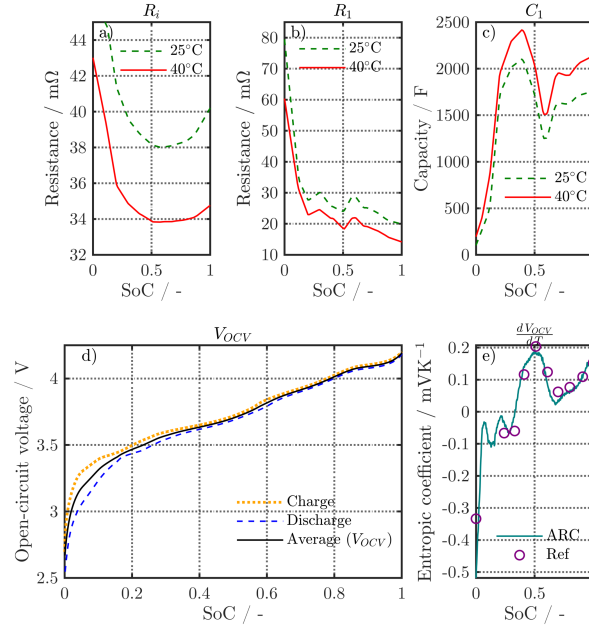 R_i
a)
25°C
40°C
44
42
40
38
36
34
32
0
0.5
1
Resistance / mΩ
SoC / -
R_1
b)
25°C
40°C
80
70
60
50
40
30
20
10
0
0.5
1
Resistance / mΩ
SoC / -
C_1
c)
25°C
40°C
2500
2000
1500
1000
500
0
0
0.5
Capacity / F
SoC / -
V_OCV
d)
4
3.5
3
2.5
0
0.2
0.4
0.6
0.8
1
Open-circuit voltage / V
SoC / -
Charge
Discharge
Average (V_OCV)
dV_OCV
dT
e)
0.2
0.1
0
-0.1
-0.2
-0.3
-0.4
-0.5
0
0.5
Entropic coefficient / mVK⁻¹
SoC / -
ARC
Ref